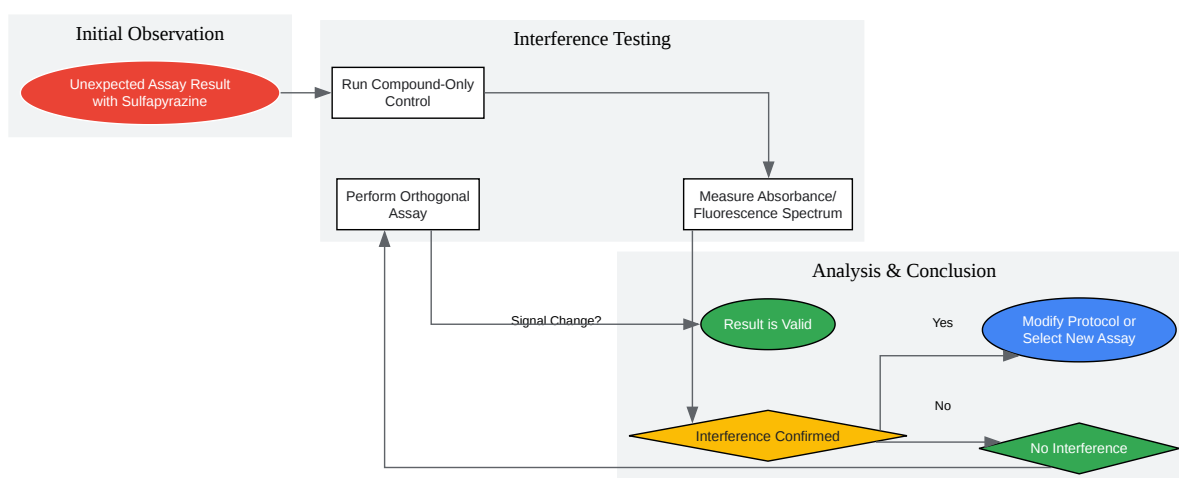 Initial Observation
Unexpected Assay Result
with Sulfapyrazine
Interference Testing
Run Compound-Only
Control
Perform Orthogonal
Assay
Measure Absorbance/
Fluorescence Spectrum
Analysis & Conclusion
Signal Change?
Result is Valid
Yes
Modify Protocol or
Select New Assay
No
Interference Confirmed
No Interference